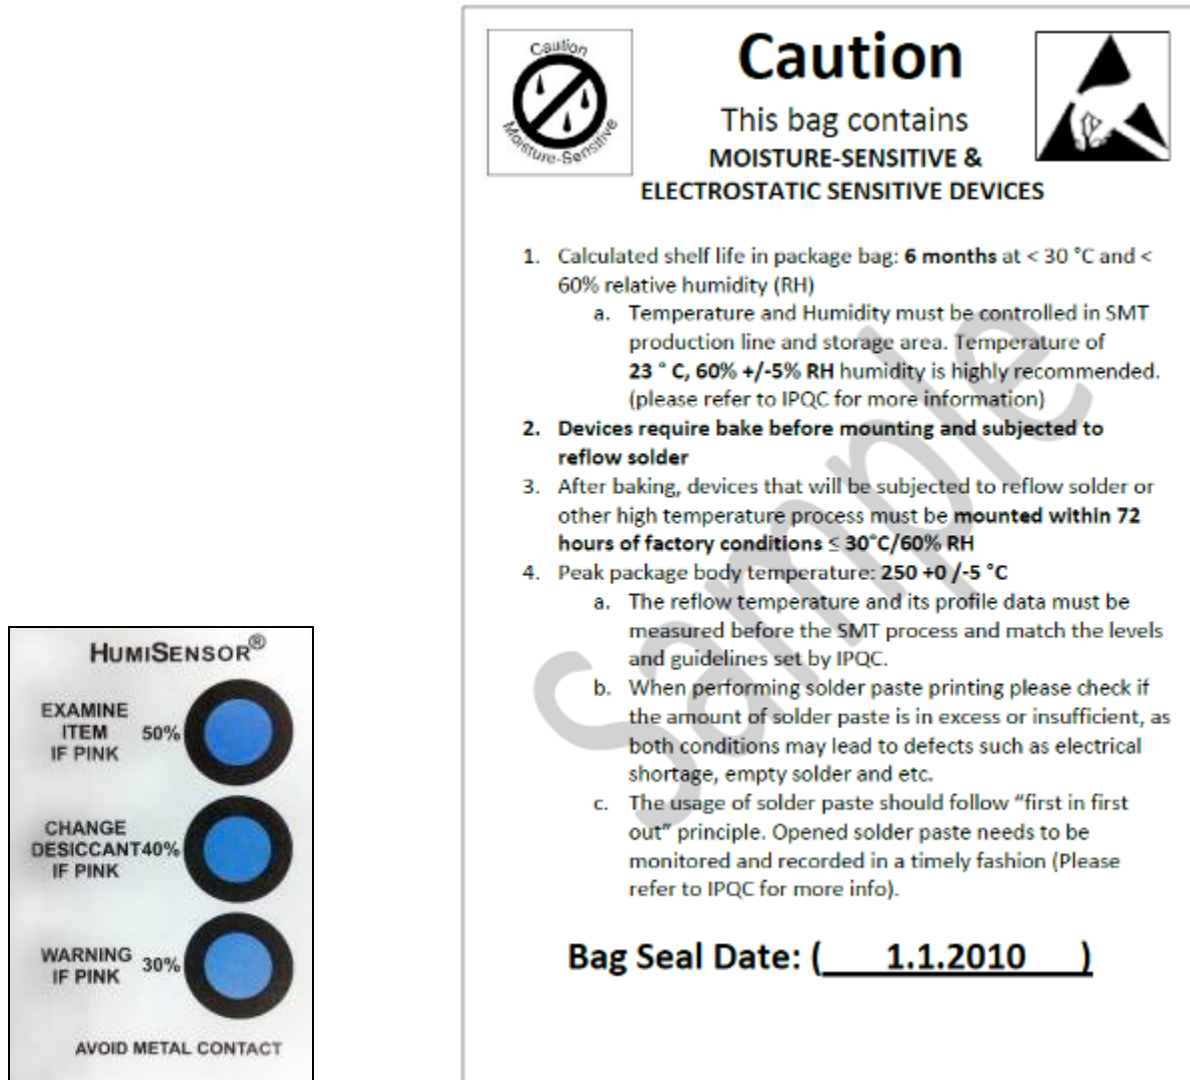 HUMISENSOR®
EXAMINE
ITEM 50%
IF PINK
CHANGE
DESICCANT40%
IF PINK
WARNING 30%
IF PINK
AVOID METAL CONTACT
Caution
Moisture-Sensitive
Caution
This bag contains
MOISTURE-SENSITIVE &
ELECTROSTATIC SENSITIVE DEVICES
1. Calculated shelf life in package bag: 6 months at < 30 °C and <
60% relative humidity (RH)
a. Temperature and Humidity must be controlled in SMT
production line and storage area. Temperature of
23 ° C, 60% +/-5% RH humidity is highly recommended.
(please refer to IPQC for more information)
2. Devices require bake before mounting and subjected to
reflow solder
3. After baking, devices that will be subjected to reflow solder or
other high temperature process must be mounted within 72
hours of factory conditions ≤ 30°C/60% RH
4. Peak package body temperature: 250 +0 /-5 °C
a. The reflow temperature and its profile data must be
measured before the SMT process and match the levels
and guidelines set by IPQC.
b. When performing solder paste printing please check if
the amount of solder paste is in excess or insufficient, as
both conditions may lead to defects such as electrical
shortage, empty solder and etc.
c. The usage of solder paste should follow “first in first
out” principle. Opened solder paste needs to be
monitored and recorded in a timely fashion (Please
refer to IPQC for more info).
Bag Seal Date: ( 1.1.2010 )
Sample